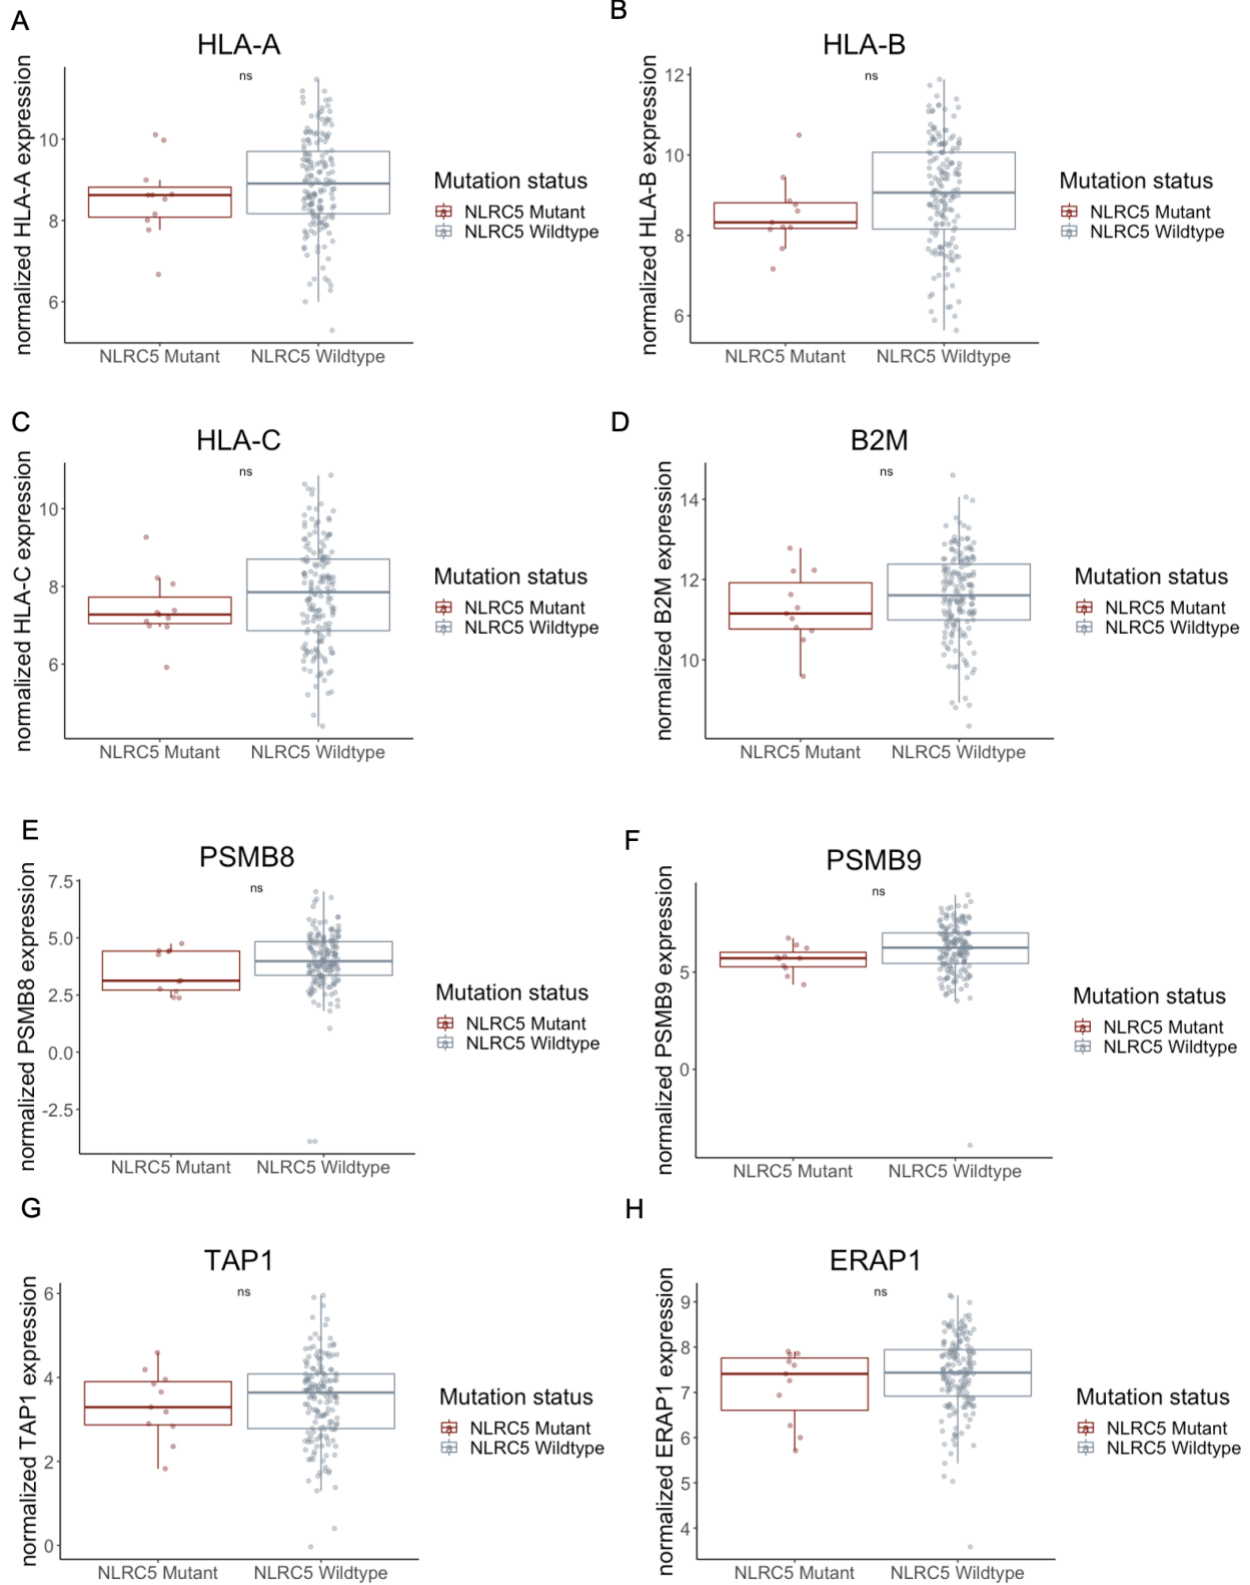 A
HLA-A
ns
normalized HLA-A expression
10
8
6
NLRC5 Mutant
NLRC5 Wildtype
Mutation status
NLRC5 Mutant
NLRC5 Wildtype
B
HLA-B
ns
normalized HLA-B expression
12
10
8
6
NLRC5 Mutant
NLRC5 Wildtype
Mutation status
NLRC5 Mutant
NLRC5 Wildtype
C
HLA-C
ns
normalized HLA-C expression
10
8
6
NLRC5 Mutant
NLRC5 Wildtype
Mutation status
NLRC5 Mutant
NLRC5 Wildtype
D
B2M
ns
normalized B2M expression
14
12
10
NLRC5 Mutant
NLRC5 Wildtype
Mutation status
NLRC5 Mutant
NLRC5 Wildtype
E
PSMB8
ns
normalized PSMB8 expression
7.5
5.0
2.5
0.0
-2.5
NLRC5 Mutant
NLRC5 Wildtype
Mutation status
NLRC5 Mutant
NLRC5 Wildtype
F
PSMB9
ns
normalized PSMB9 expression
5
0
NLRC5 Mutant
NLRC5 Wildtype
Mutation status
NLRC5 Mutant
NLRC5 Wildtype
G
TAP1
ns
normalized TAP1 expression
6
4
2
0
NLRC5 Mutant
NLRC5 Wildtype
Mutation status
NLRC5 Mutant
NLRC5 Wildtype
H
ERAP1
ns
normalized ERAP1 expression
9
8
7
6
5
4
NLRC5 Mutant
NLRC5 Wildtype
Mutation status
NLRC5 Mutant
NLRC5 Wildtype